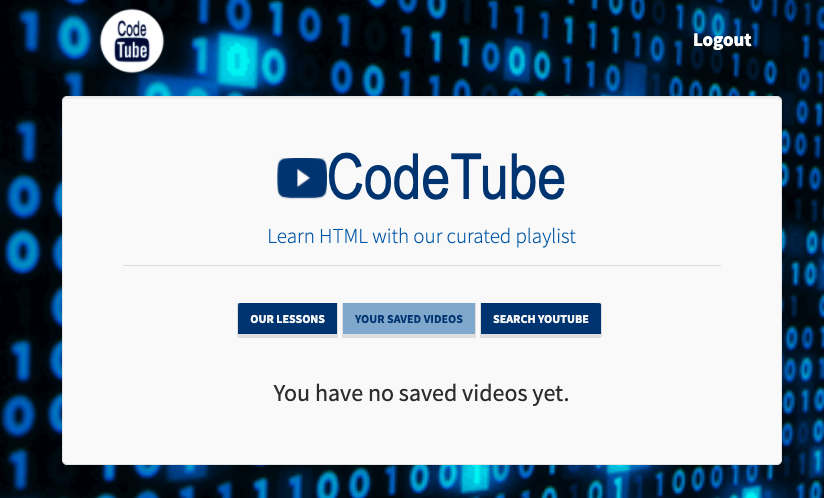 Code
Tube
Logout
CodeTube
Learn HTML with our curated playlist
OUR LESSONS
YOUR SAVED VIDEOS
SEARCH YOUTUBE
You have no saved videos yet.